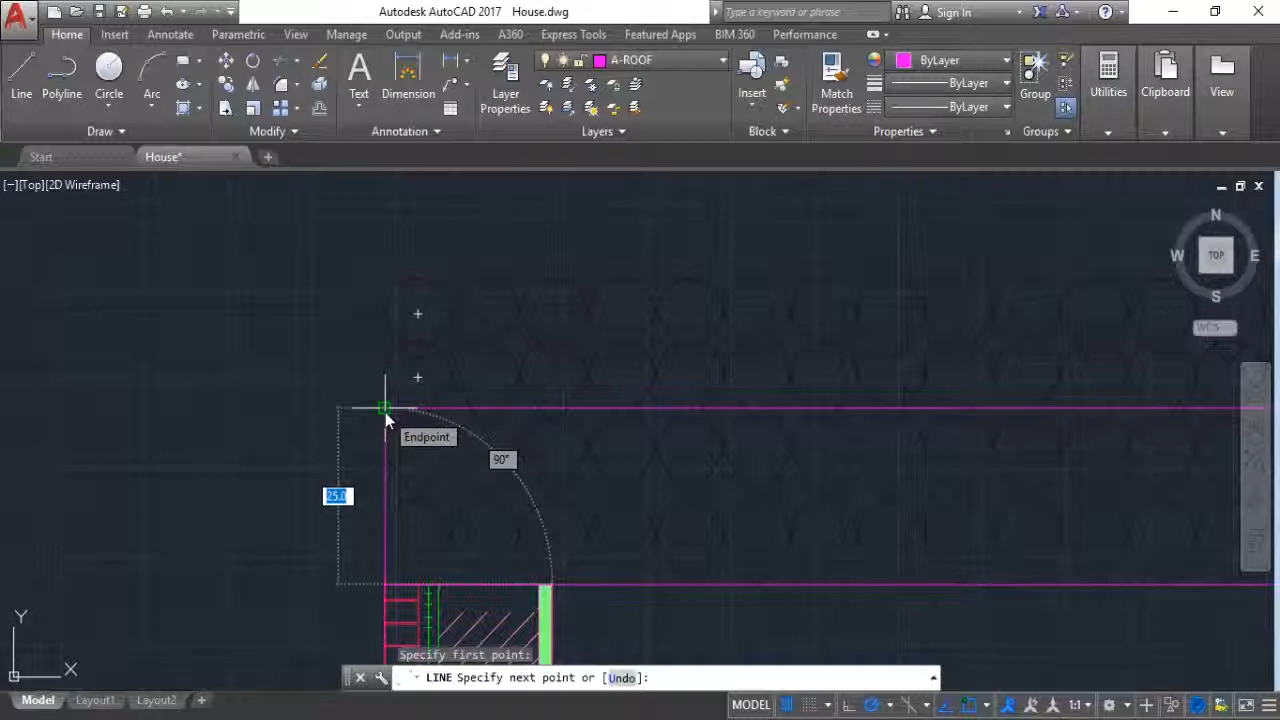 Autodesk AutoCAD 2017 House.dwg
Type a keyword or phrase
Sign In
Home Insert Annotate Parametric View Manage Output Add-ins A360 Express Tools Featured Apps BIM 360 Performance
A-ROOF
ByLayer
ByLayer
ByLayer
Line Polyline Circle Arc
Text Dimension
Layer Properties
Insert
Match Properties
Group
Utilities Clipboard View
Draw Modify Annotation Layers Block Properties Groups
Start House*
[−][Top][2D Wireframe]
N
W TOP E
S
WCS
Endpoint
90°
25.0
Y
X
Specify first point:
LINE Specify next point or [Undo]:
Model Layout1 Layout2
MODEL
1:1